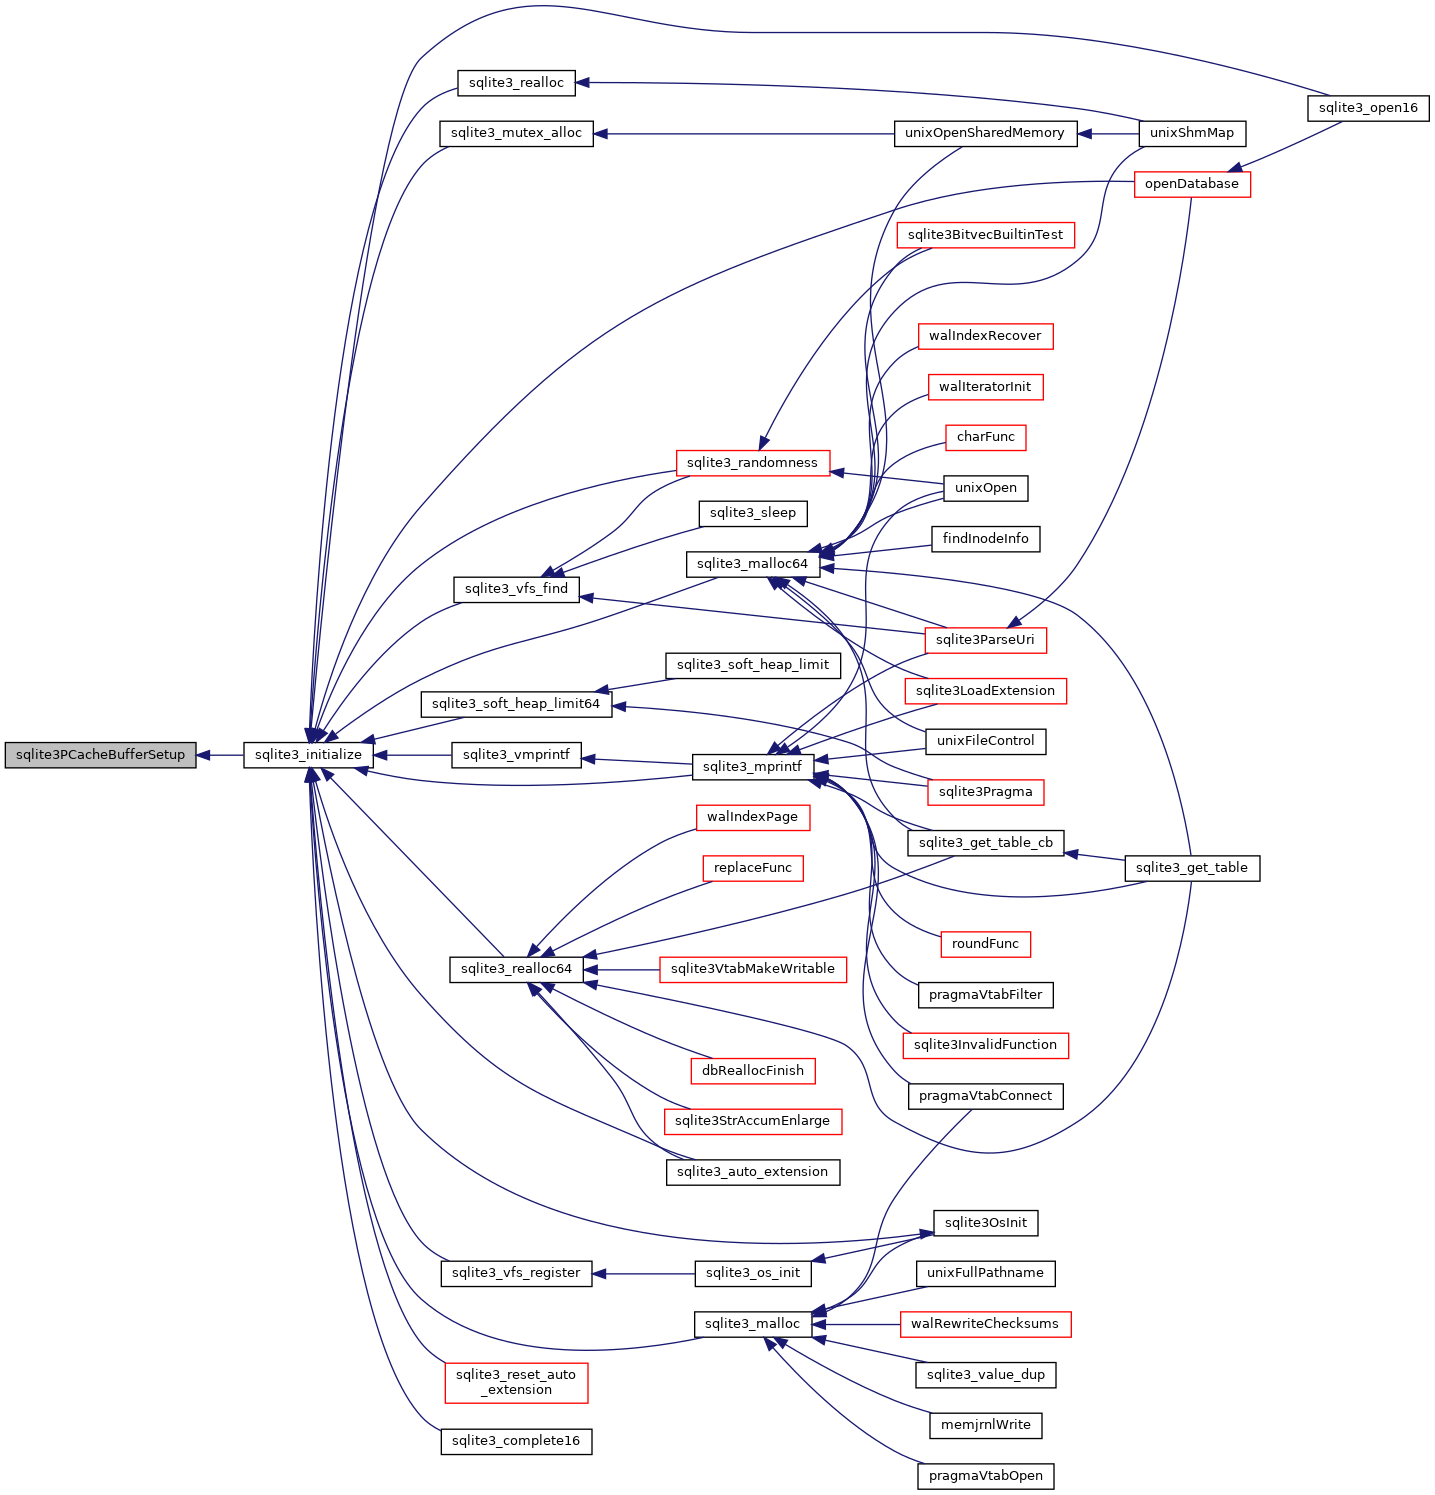 sqlite3_realloc
sqlite3_open16
sqlite3_mutex_alloc
unixOpenSharedMemory
unixShmMap
openDatabase
sqlite3BitvecBuiltinTest
walIndexRecover
walIteratorInit
charFunc
sqlite3_randomness
unixOpen
sqlite3_sleep
findInodeInfo
sqlite3_malloc64
sqlite3_vfs_find
sqlite3ParseUri
sqlite3_soft_heap_limit
sqlite3LoadExtension
sqlite3_soft_heap_limit64
unixFileControl
sqlite3PCacheBufferSetup
sqlite3_initialize
sqlite3_vmprintf
sqlite3_mprintf
sqlite3Pragma
walIndexPage
sqlite3_get_table_cb
replaceFunc
sqlite3_get_table
roundFunc
sqlite3_realloc64
sqlite3VtabMakeWritable
pragmaVtabFilter
sqlite3InvalidFunction
dbReallocFinish
pragmaVtabConnect
sqlite3StrAccumEnlarge
sqlite3_auto_extension
sqlite3OsInit
sqlite3_vfs_register
sqlite3_os_init
unixFullPathname
sqlite3_malloc
walRewriteChecksums
sqlite3_reset_auto
_extension
sqlite3_value_dup
memjrnlWrite
sqlite3_complete16
pragmaVtabOpen